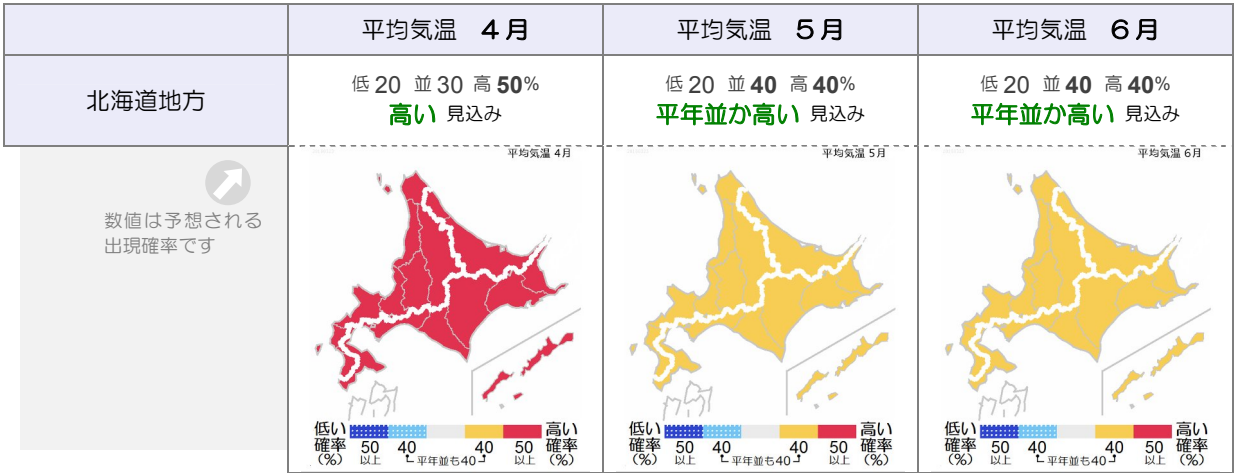 平均気温 4月
平均気温 5月
平均気温 6月
北海道地方
低20 並30 高50%
高い 見込み
低20 並40 高40%
平年並か高い 見込み
低20 並40 高40%
平年並か高い 見込み
数値は予想される
出現確率です
平均気温 4月
平均気温 5月
平均気温 6月
低い 高い
確率 50 40 40 50 確率
(%) 以上 平年並も40 以上 (%)
低い 高い
確率 50 40 40 50 確率
(%) 以上 平年並も40 以上 (%)
低い 高い
確率 50 40 40 50 確率
(%) 以上 平年並も40 以上 (%)